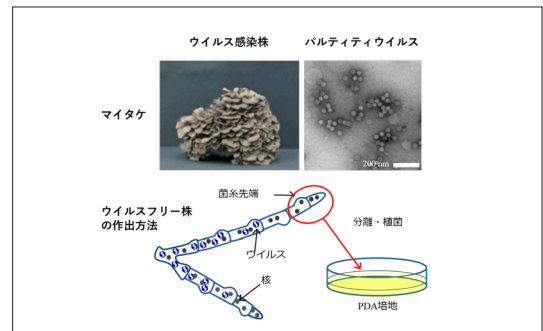 ウイルス感染株
パルティティウイルス
マイタケ
200 nm
菌糸先端
ウイルスフリー株
の作出方法
分離・植菌
ウイルス
核
PDA培地